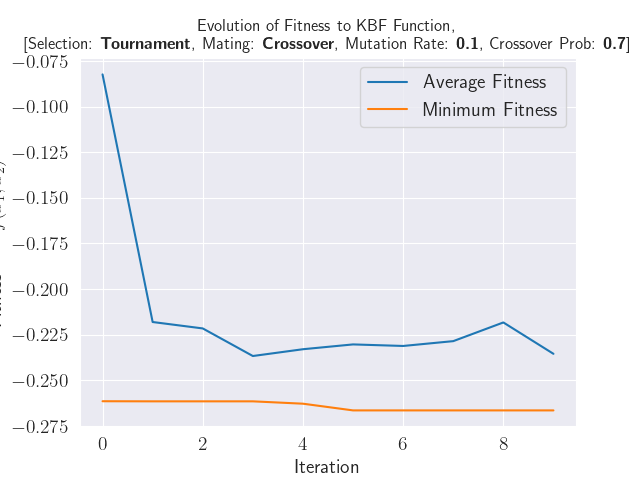 Evolution of Fitness to KBF Function,
[Selection: Tournament, Mating: Crossover, Mutation Rate: 0.1, Crossover Prob: 0.7]
Average Fitness
Minimum Fitness
−0.075
−0.100
−0.125
−0.150
−0.175
−0.200
−0.225
−0.250
−0.275
0 2 4 6 8
Iteration